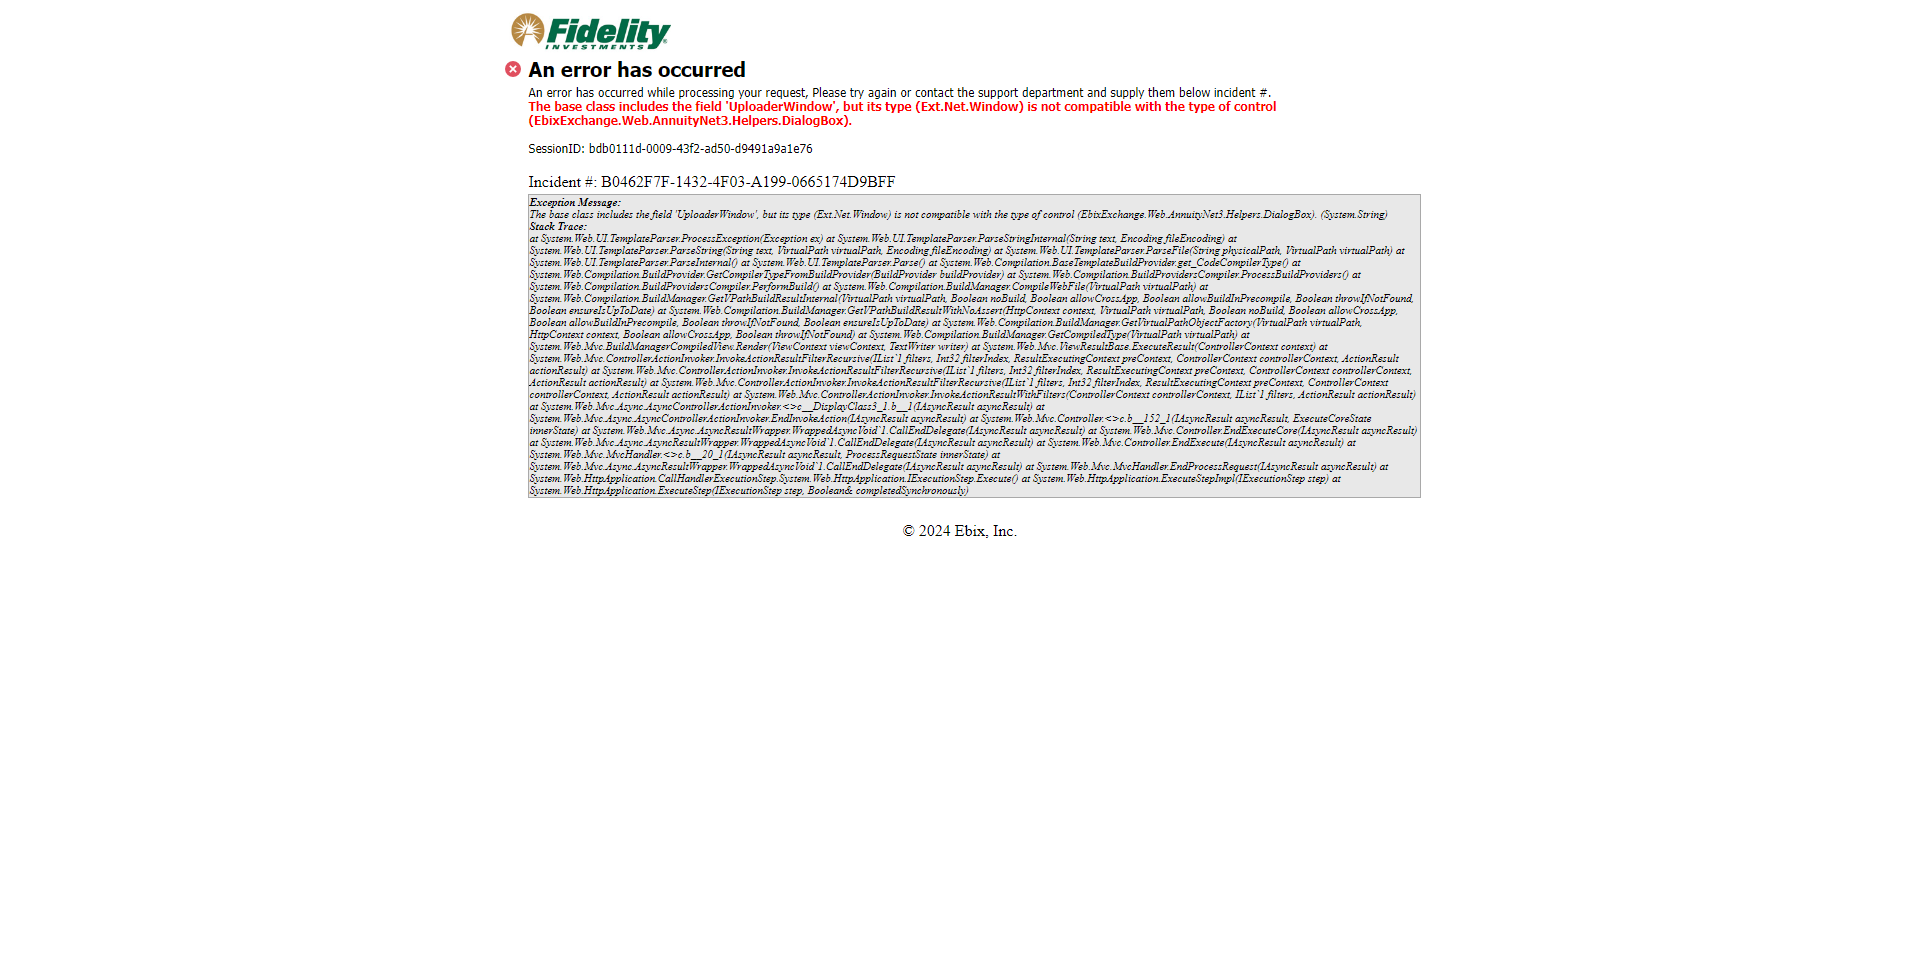 Fidelity
INVESTMENTS
An error has occurred
An error has occurred while processing your request, Please try again or contact the support department and supply them below incident #.
The base class includes the field 'UploaderWindow', but its type (Ext.Net.Window) is not compatible with the type of control
(EbixExchange.Web.AnnuityNet3.Helpers.DialogBox).
SessionID: bdb0111d-0009-43f2-ad50-d9491a9a1e76
Incident #: B0462F7F-1432-4F03-A199-0665174D9BFF
Exception Message:
The base class includes the field 'UploaderWindow', but its type (Ext.Net.Window) is not compatible with the type of control (EbixExchange.Web.AnnuityNet3.Helpers.DialogBox). (System.String)
Stack Trace:
at System.Web.UI.TemplateParser.ProcessException(Exception ex) at System.Web.UI.TemplateParser.ParseStringInternal(String text, Encoding fileEncoding) at
System.Web.UI.TemplateParser.ParseString(String text, VirtualPath virtualPath, Encoding fileEncoding) at System.Web.UI.TemplateParser.ParseFile(String physicalPath, VirtualPath virtualPath) at
System.Web.UI.TemplateParser.ParseInternal() at System.Web.UI.TemplateParser.Parse() at System.Web.Compilation.BaseTemplateBuildProvider.get_CodeCompilerType() at
System.Web.Compilation.BuildProvider.GetCompilerTypeFromBuildProvider(BuildProvider buildProvider) at System.Web.Compilation.BuildProvidersCompiler.ProcessBuildProviders() at
System.Web.Compilation.BuildProvidersCompiler.PerformBuild() at System.Web.Compilation.BuildManager.CompileWebFile(VirtualPath virtualPath) at
System.Web.Compilation.BuildManager.GetVPathBuildResultInternal(VirtualPath virtualPath, Boolean noBuild, Boolean allowCrossApp, Boolean allowBuildInPrecompile, Boolean throwIfNotFound,
Boolean ensureIsUpToDate) at System.Web.Compilation.BuildManager.GetVPathBuildResultWithNoAssert(HttpContext context, VirtualPath virtualPath, Boolean noBuild, Boolean allowCrossApp,
Boolean allowBuildInPrecompile, Boolean throwIfNotFound, Boolean ensureIsUpToDate) at System.Web.Compilation.BuildManager.GetVirtualPathObjectFactory(VirtualPath virtualPath,
HttpContext context, Boolean allowCrossApp, Boolean throwIfNotFound) at System.Web.Compilation.BuildManager.GetCompiledType(VirtualPath virtualPath) at
System.Web.Mvc.BuildManagerCompiledView.Render(ViewContext viewContext, TextWriter writer) at System.Web.Mvc.ViewResultBase.ExecuteResult(ControllerContext context) at
System.Web.Mvc.ControllerActionInvoker.InvokeActionResultFilterRecursive(IList`1 filters, Int32 filterIndex, ResultExecutingContext preContext, ControllerContext controllerContext, ActionResult
actionResult) at System.Web.Mvc.ControllerActionInvoker.InvokeActionResultFilterRecursive(IList`1 filters, Int32 filterIndex, ResultExecutingContext preContext, ControllerContext controllerContext,
ActionResult actionResult) at System.Web.Mvc.ControllerActionInvoker.InvokeActionResultFilterRecursive(IList`1 filters, Int32 filterIndex, ResultExecutingContext preContext, ControllerContext
controllerContext, ActionResult actionResult) at System.Web.Mvc.ControllerActionInvoker.InvokeActionResultWithFilters(ControllerContext controllerContext, IList`1 filters, ActionResult actionResult)
at System.Web.Mvc.Async.AsyncControllerActionInvoker.<>c__DisplayClass3_1.b__1(IAsyncResult asyncResult) at
System.Web.Mvc.Async.AsyncControllerActionInvoker.EndInvokeAction(IAsyncResult asyncResult) at System.Web.Mvc.Controller.<>c.b__152_1(IAsyncResult asyncResult, ExecuteCoreState
innerState) at System.Web.Mvc.Async.AsyncResultWrapper.WrappedAsyncVoid`1.CallEndDelegate(IAsyncResult asyncResult) at System.Web.Mvc.Controller.EndExecuteCore(IAsyncResult asyncResult)
at System.Web.Mvc.Async.AsyncResultWrapper.WrappedAsyncVoid`1.CallEndDelegate(IAsyncResult asyncResult) at System.Web.Mvc.Controller.EndExecute(IAsyncResult asyncResult) at
System.Web.Mvc.MvcHandler.<>c.b__20_1(IAsyncResult asyncResult, ProcessRequestState innerState) at
System.Web.Mvc.Async.AsyncResultWrapper.WrappedAsyncVoid`1.CallEndDelegate(IAsyncResult asyncResult) at System.Web.Mvc.MvcHandler.EndProcessRequest(IAsyncResult asyncResult) at
System.Web.HttpApplication.CallHandlerExecutionStep.System.Web.HttpApplication.IExecutionStep.Execute() at System.Web.HttpApplication.ExecuteStepImpl(IExecutionStep step) at
System.Web.HttpApplication.ExecuteStep(IExecutionStep step, Boolean& completedSynchronously)
© 2024 Ebix, Inc.